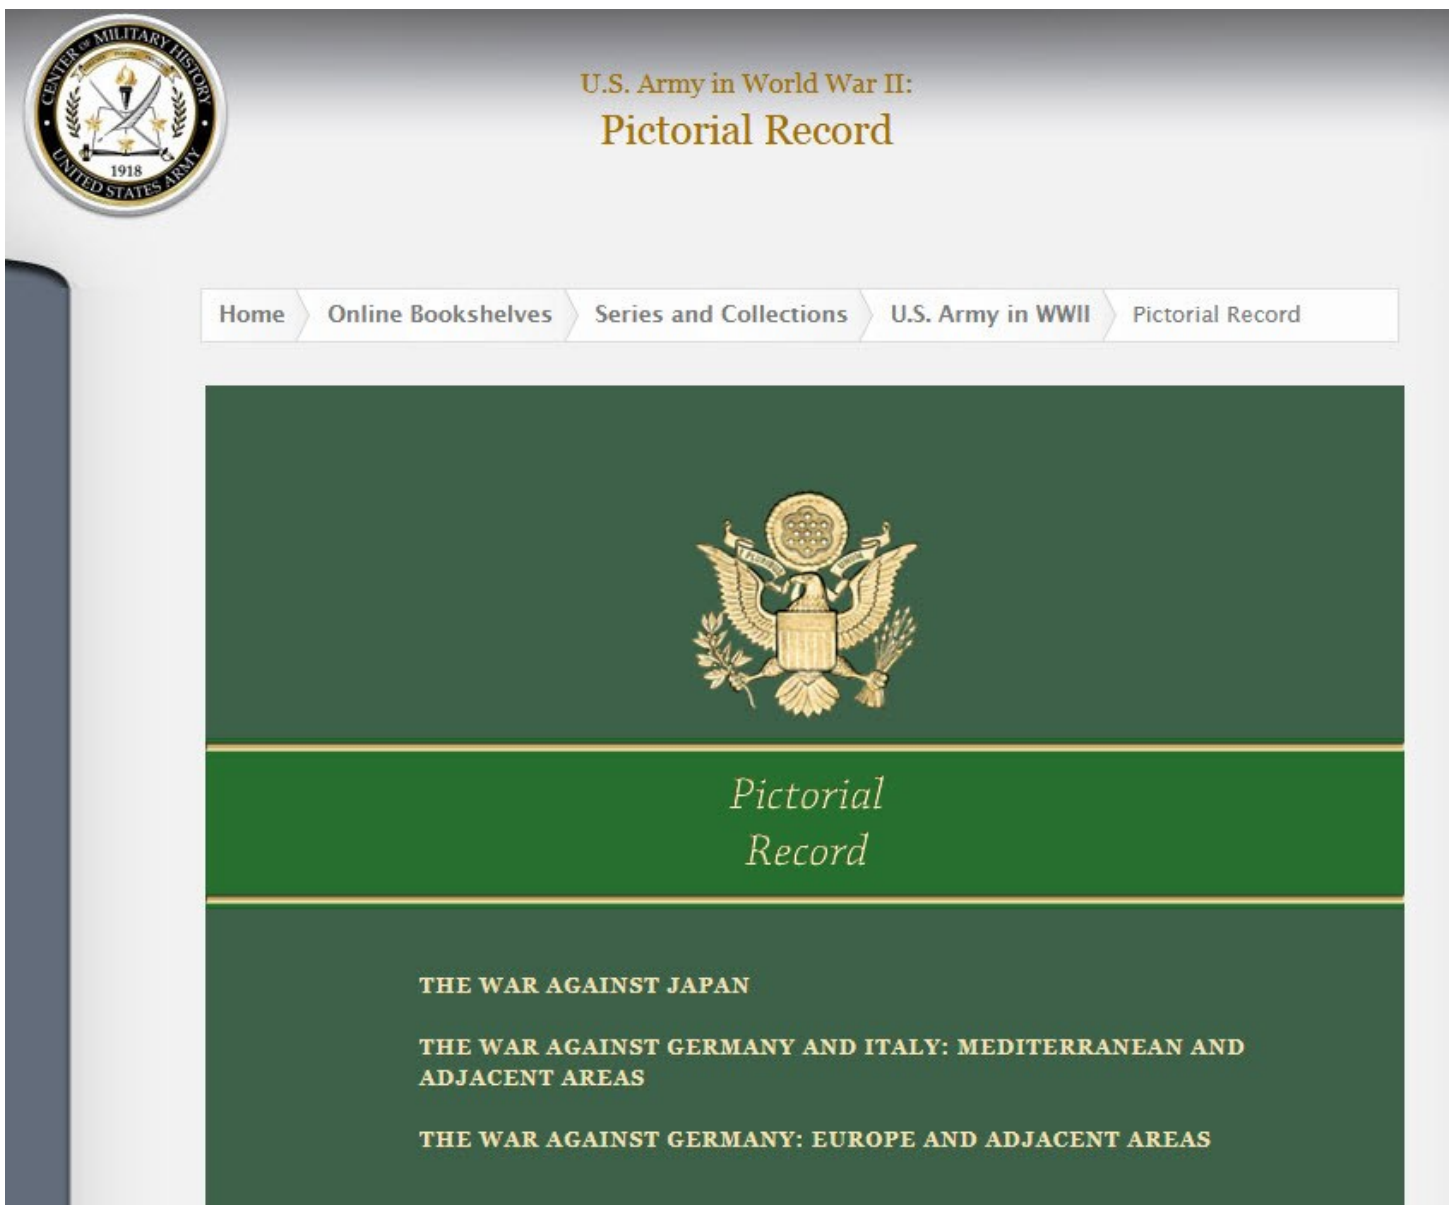 CENTER OF MILITARY HISTORY
1918
UNITED STATES ARMY
U.S. Army in World War II:
Pictorial Record
Home
Online Bookshelves
Series and Collections
U.S. Army in WWII
Pictorial Record
E PLURIBUS UNUM
Pictorial
Record
THE WAR AGAINST JAPAN
THE WAR AGAINST GERMANY AND ITALY: MEDITERRANEAN AND
ADJACENT AREAS
THE WAR AGAINST GERMANY: EUROPE AND ADJACENT AREAS